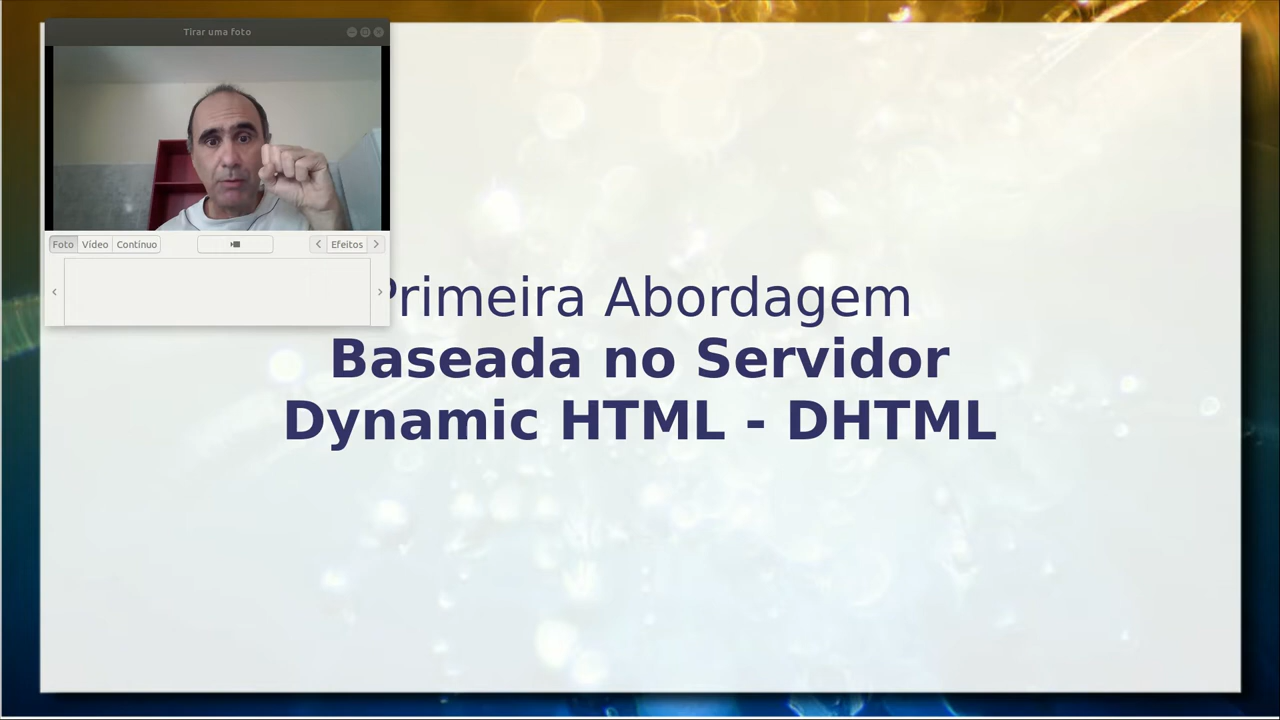 Tirar uma foto
Foto Vídeo Contínuo Efeitos
Primeira Abordagem
Baseada no Servidor
Dynamic HTML - DHTML